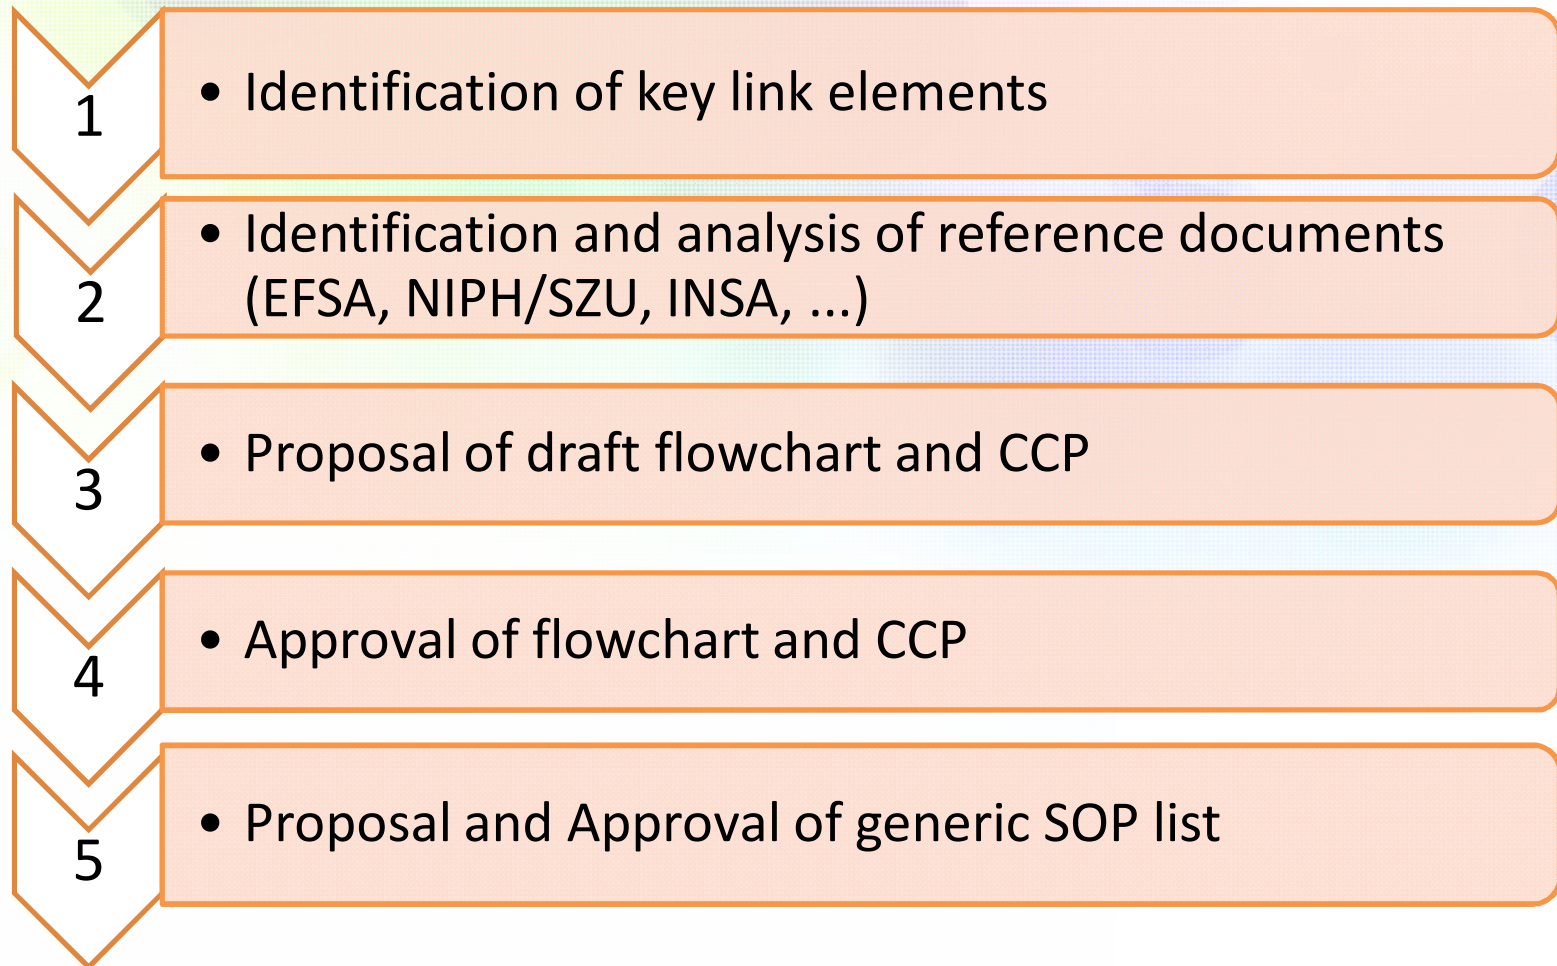 1
• Identification of key link elements
2
• Identification and analysis of reference documents
(EFSA, NIPH/SZU, INSA, ...)
3
• Proposal of draft flowchart and CCP
4
• Approval of flowchart and CCP
5
• Proposal and Approval of generic SOP list